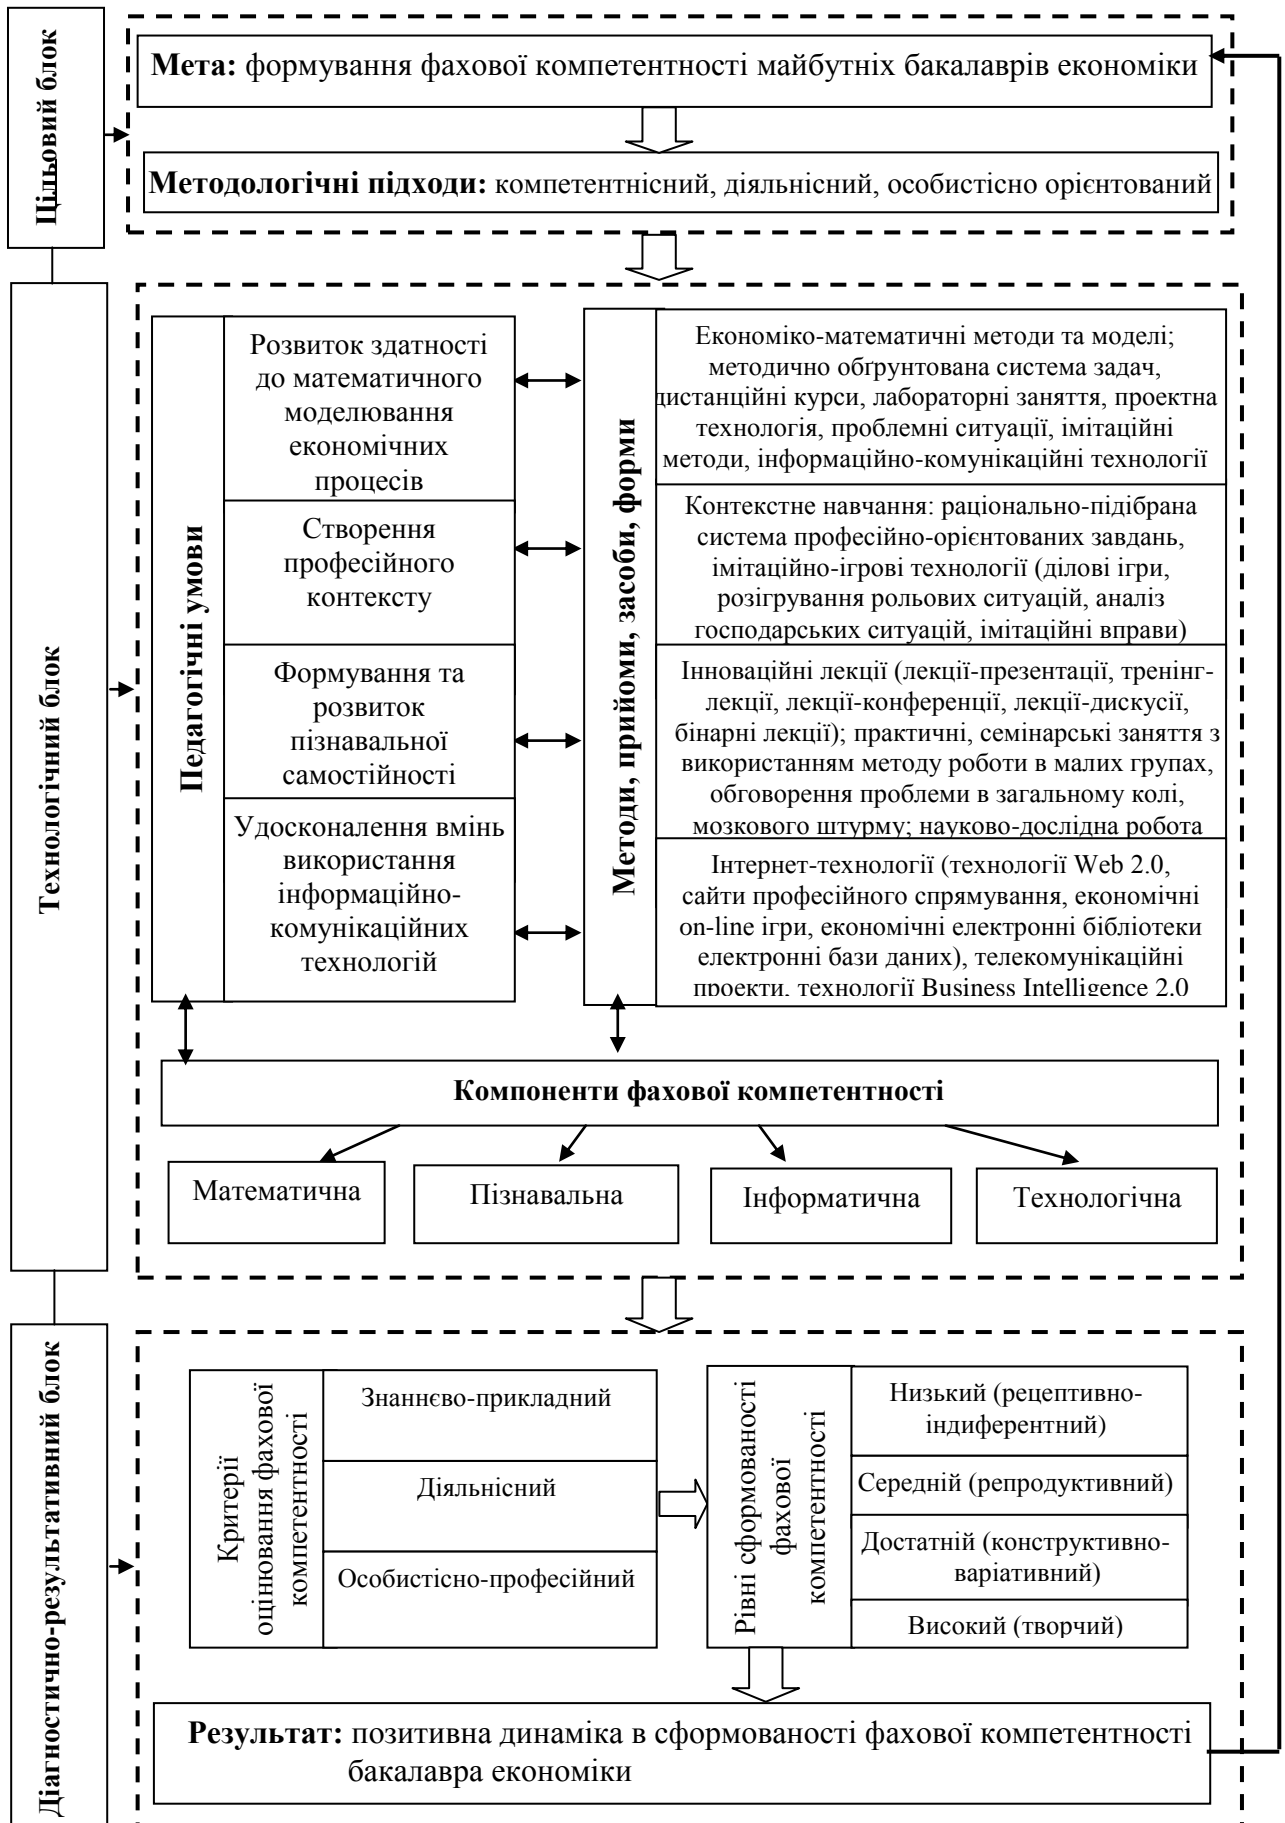 Цільовий блок
Мета: формування фахової компетентності майбутніх бакалаврів економіки
Методологічні підходи: компетентнісний, діяльнісний, особистісно орієнтований
Технологічний блок
Педагогічні умови
Розвиток здатності
до математичного
моделювання
економічних
процесів
Створення
професійного
контексту
Формування та
розвиток
пізнавальної
самостійності
Удосконалення вмінь
використання
інформаційно-
комунікаційних
технологій
Методи, прийоми, засоби, форми
Економіко-математичні методи та моделі;
методично обґрунтована система задач,
дистанційні курси, лабораторні заняття, проектна
технологія, проблемні ситуації, імітаційні
методи, інформаційно-комунікаційні технології
Контекстне навчання: раціонально-підібрана
система професійно-орієнтованих завдань,
імітаційно-ігрові технології (ділові ігри,
розігрування рольових ситуацій, аналіз
господарських ситуацій, імітаційні вправи)
Інноваційні лекції (лекції-презентації, тренінг-
лекції, лекції-конференції, лекції-дискусії,
бінарні лекції); практичні, семінарські заняття з
використанням методу роботи в малих групах,
обговорення проблеми в загальному колі,
мозкового штурму; науково-дослідна робота
Інтернет-технології (технології Web 2.0,
сайти професійного спрямування, економічні
on-line ігри, економічні електронні бібліотеки
електронні бази даних), телекомунікаційні
проекти, технології Business Intelligence 2.0
Компоненти фахової компетентності
Математична
Пізнавальна
Інформатична
Технологічна
Діагностично-результативний блок
Критерії
оцінювання фахової
компетентності
Знаннєво-прикладний
Діяльнісний
Особистісно-професійний
Рівні сформованості
фахової
компетентності
Низький (рецептивно-
індиферентний)
Середній (репродуктивний)
Достатній (конструктивно-
варіативний)
Високий (творчий)
Результат: позитивна динаміка в сформованості фахової компетентності
бакалавра економіки